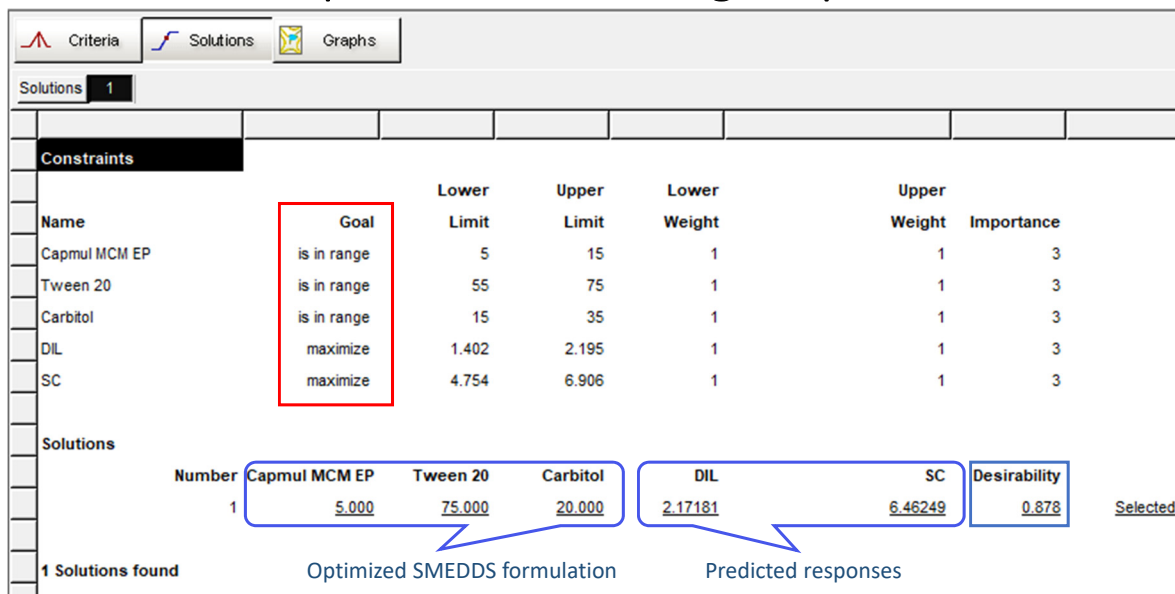 Criteria Solutions Graphs
Solutions 1
Constraints
Lower Upper Lower Upper
Name Goal Limit Limit Weight Weight Importance
Capmul MCM EP is in range 5 15 1 1 3
Tween 20 is in range 55 75 1 1 3
Carbitol is in range 15 35 1 1 3
DIL maximize 1.402 2.195 1 1 3
SC maximize 4.754 6.906 1 1 3
Solutions
Number Capmul MCM EP Tween 20 Carbitol DIL SC Desirability
1 5.000 75.000 20.000 2.17181 6.46249 0.878 Selected
1 Solutions found Optimized SMEDDS formulation Predicted responses